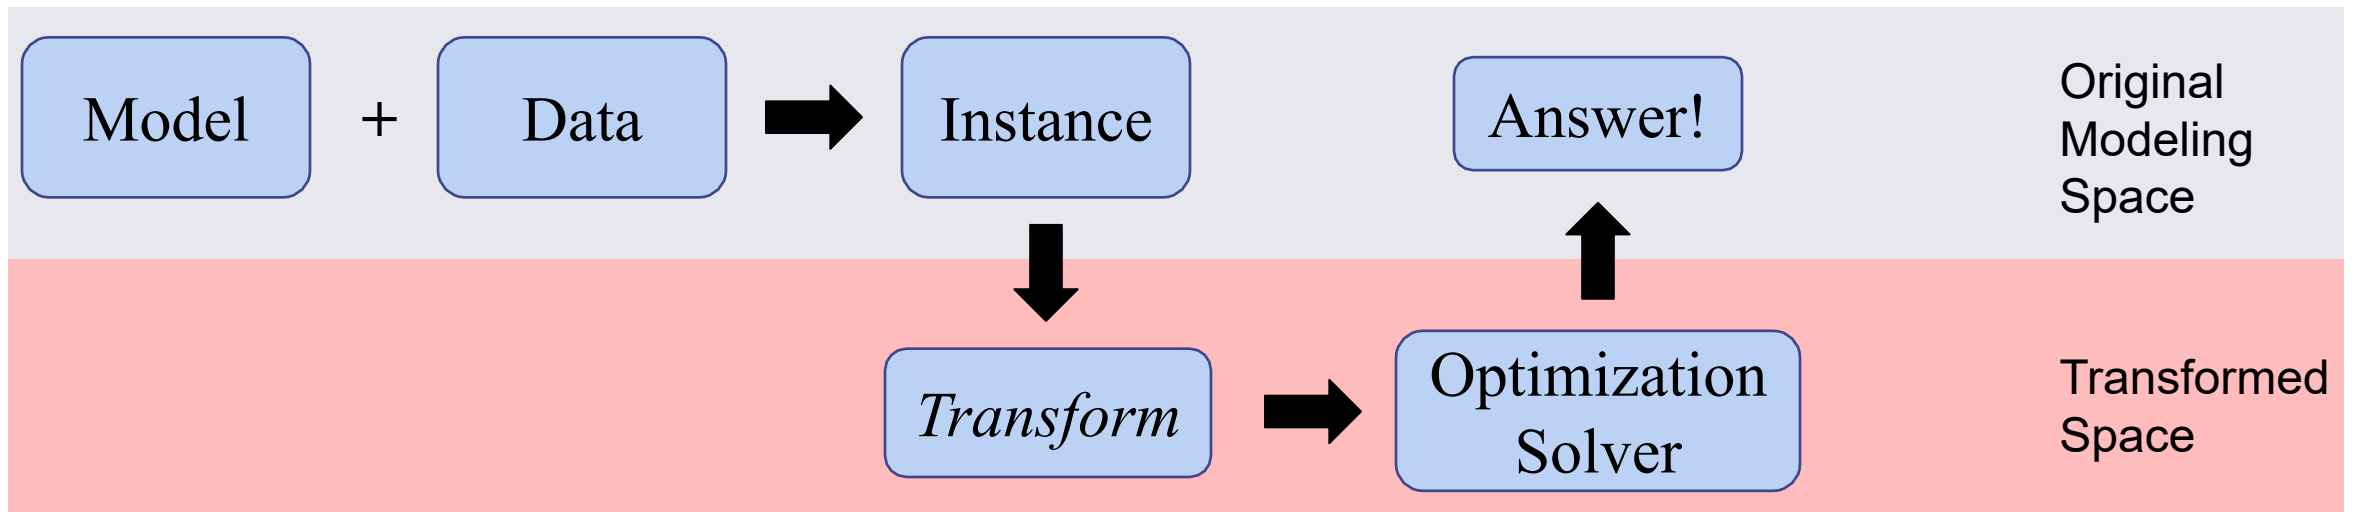 Model + Data Instance Answer!
Original
Modeling
Space
Transform
Optimization
Solver
Transformed
Space